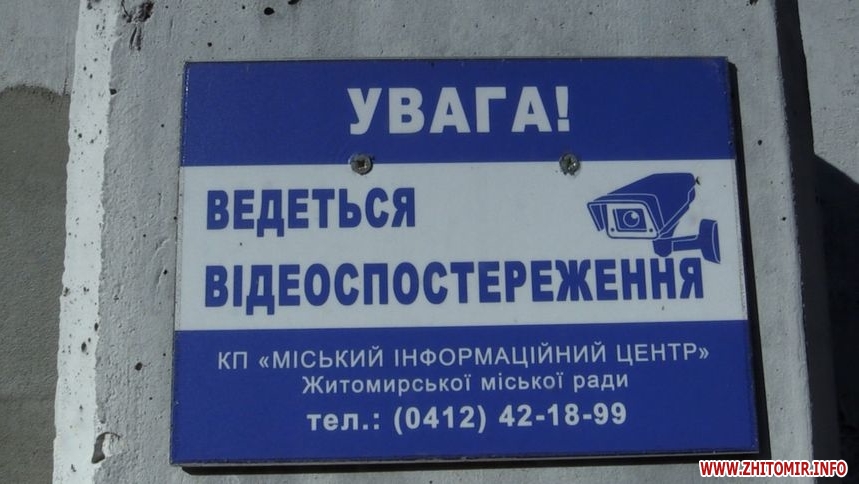 УВАГА!
ВЕДЕТЬСЯ
ВІДЕОСПОСТЕРЕЖЕННЯ
КП «МІСЬКИЙ ІНФОРМАЦІЙНИЙ ЦЕНТР»
Житомирської міської ради
тел.: (0412) 42-18-99
WWW.ZHITOMIR.INFO